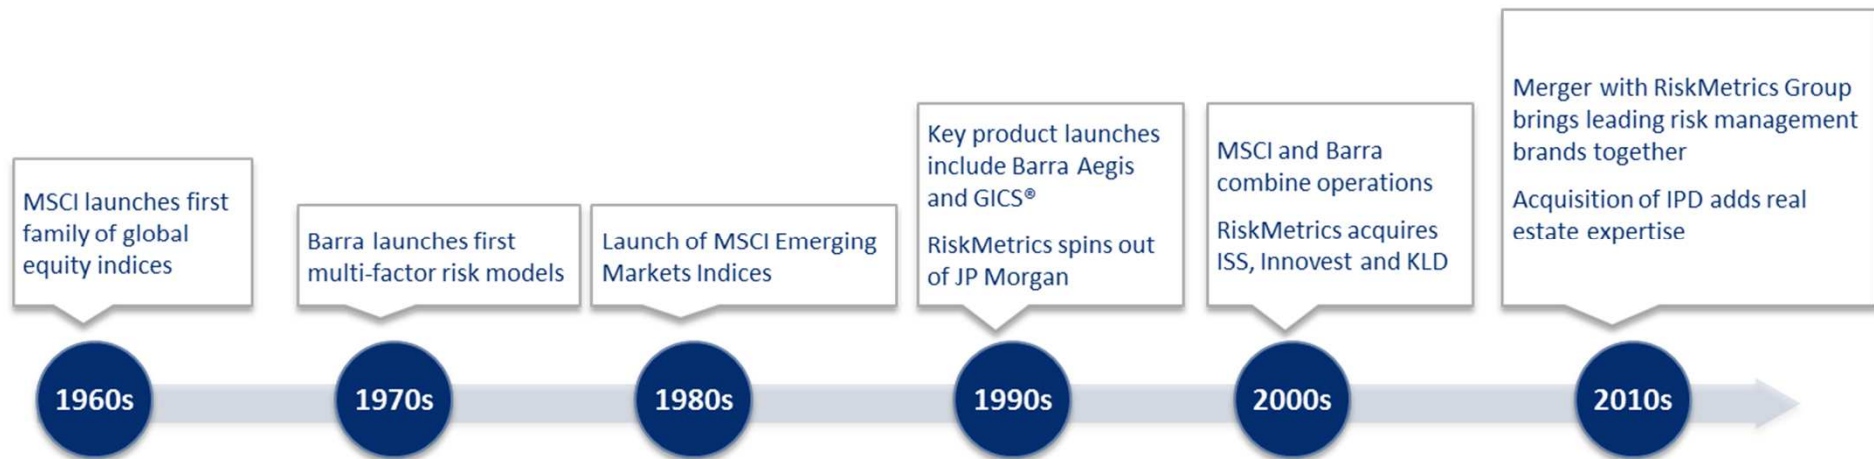 MSCI launches first
family of global
equity indices
Barra launches first
multi-factor risk models
Launch of MSCI Emerging
Markets Indices
Key product launches
include Barra Aegis
and GICS®
RiskMetrics spins out
of JP Morgan
MSCI and Barra
combine operations
RiskMetrics acquires
ISS, Innovest and KLD
Merger with RiskMetrics Group
brings leading risk management
brands together
Acquisition of IPD adds real
estate expertise
1960s
1970s
1980s
1990s
2000s
2010s